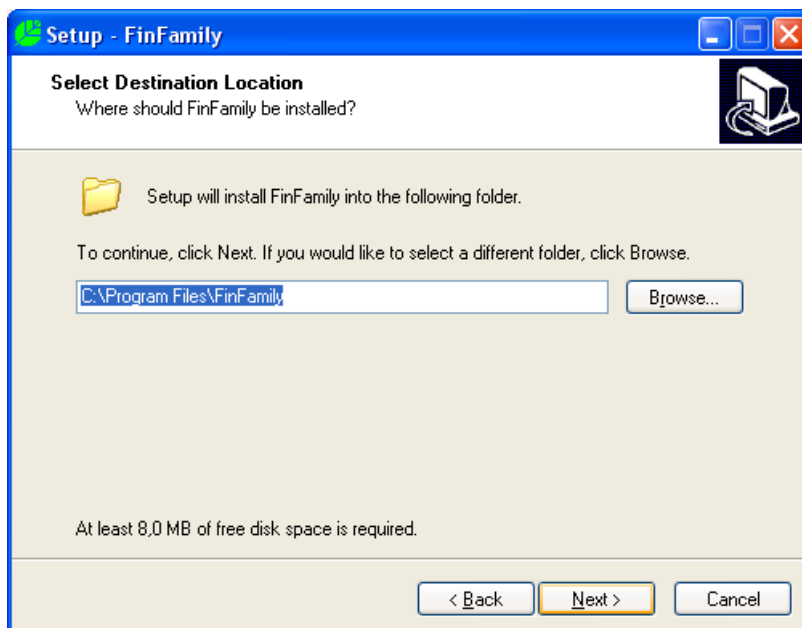 Setup - FinFamily
Select Destination Location
Where should FinFamily be installed?
Setup will install FinFamily into the following folder.
To continue, click Next. If you would like to select a different folder, click Browse.
C:\Program Files\FinFamily
Browse...
At least 8,0 MB of free disk space is required.
< Back
Next >
Cancel